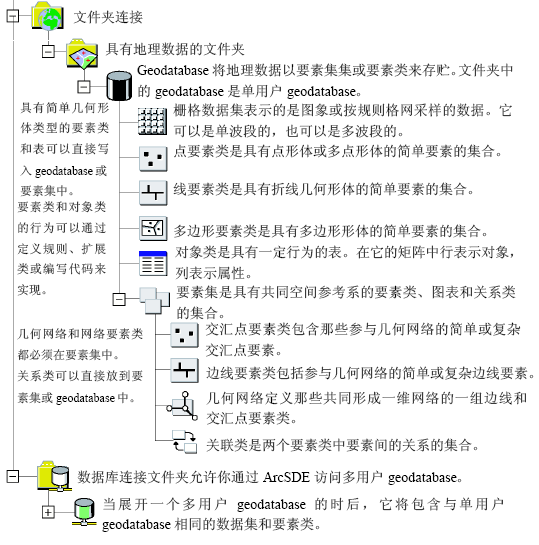 文件夹连接
具有地理数据的文件夹
Geodatabase 将地理数据以要素集集或要素类来存贮。文件夹中
的 geodatabase 是单用户 geodatabase。
具有简单几何形
体类型的要素类
和表可以直接写
入 geodatabase 或
要素集中。
要素类和对象类
的行为可以通过
定义规则、扩展
类或编写代码来
实现。
栅格数据集表示的是图象或按规则格网采样的数据。它
可以是单波段的，也可以是多波段的。
点要素类是具有点形体或多点形体的简单要素的集合。
线要素类是具有折线几何形体的简单要素的集合。
多边形要素类是具有多边形形体的简单要素的集合。
对象类是具有一定行为的表。在它的矩阵中行表示对象，
列表示属性。
要素集是具有共同空间参考系的要素类、图表和关系类
的集合。
几何网络和网络要素类
都必须在要素集中。
关系类可以直接放到要
素集或 geodatabase 中。
交汇点要素类包含那些参与几何网络的简单或复杂
交汇点要素。
边线要素类包括参与几何网络的简单或复杂边线要素。
几何网络定义那些共同形成一维网络的一组边线和
交汇点要素类。
关联类是两个要素类中要素间的关系的集合。
数据库连接文件夹允许你通过 ArcSDE 访问多用户 geodatabase。
当展开一个多用户 geodatabase 的时后，它将包含与单用户
geodatabase 相同的数据集和要素类。